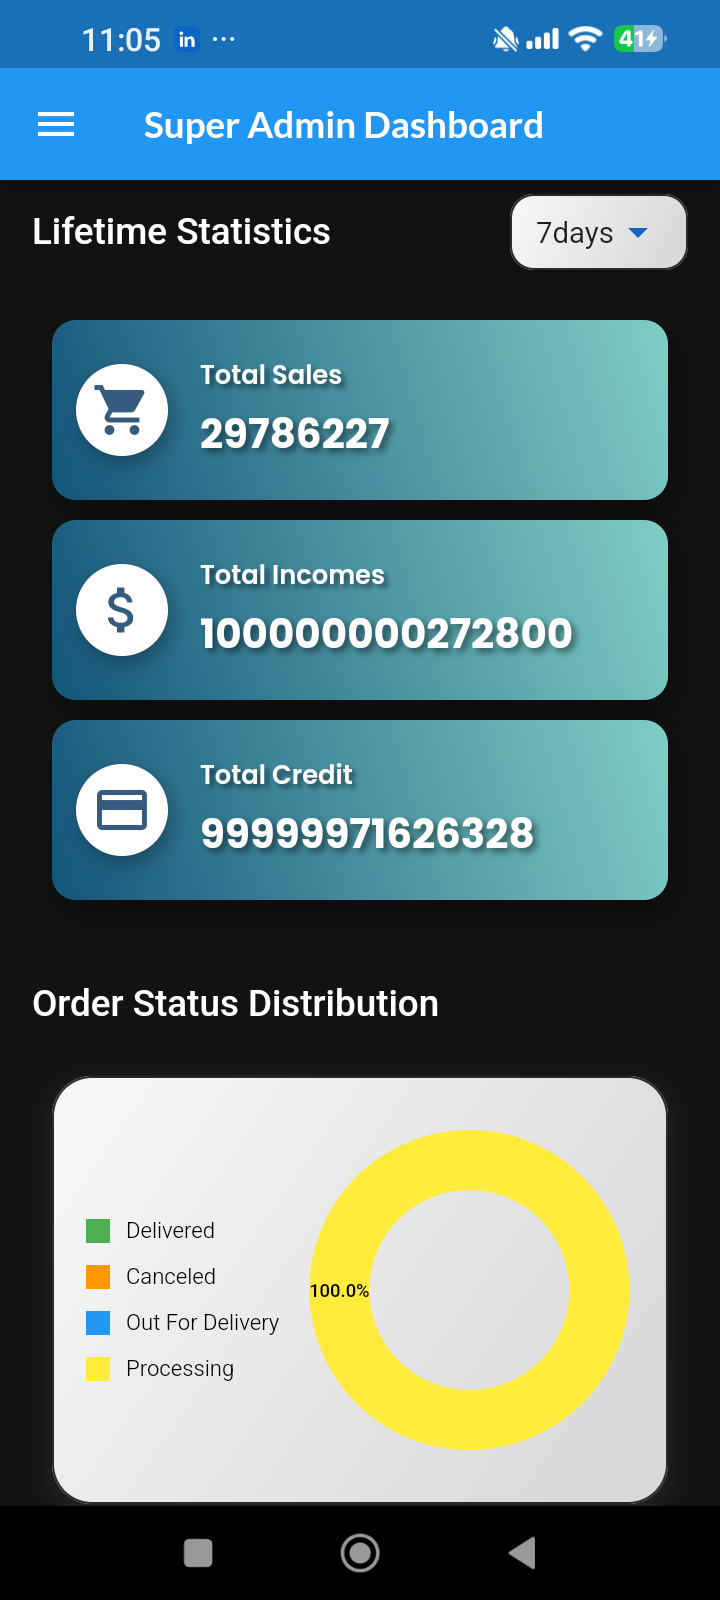 11:05 in ... 41
Super Admin Dashboard
Lifetime Statistics
7days
Total Sales
29786227
Total Incomes
100000000272800
Total Credit
99999971626328
Order Status Distribution
Delivered
Canceled
Out For Delivery
Processing
100.0%